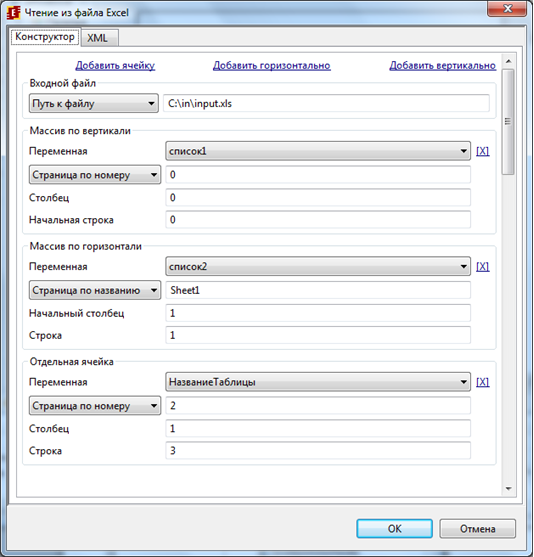 Чтение из файла Excel
Конструктор XML
Добавить ячейку Добавить горизонтально Добавить вертикально
Входной файл
Путь к файлу C:\in\input.xls
Массив по вертикали
Переменная список1 [X]
Страница по номеру 0
Столбец 0
Начальная строка 0
Массив по горизонтали
Переменная список2 [X]
Страница по названию Sheet1
Начальный столбец 1
Строка 1
Отдельная ячейка
Переменная НазваниеТаблицы [X]
Страница по номеру 2
Столбец 1
Строка 3
OK Отмена